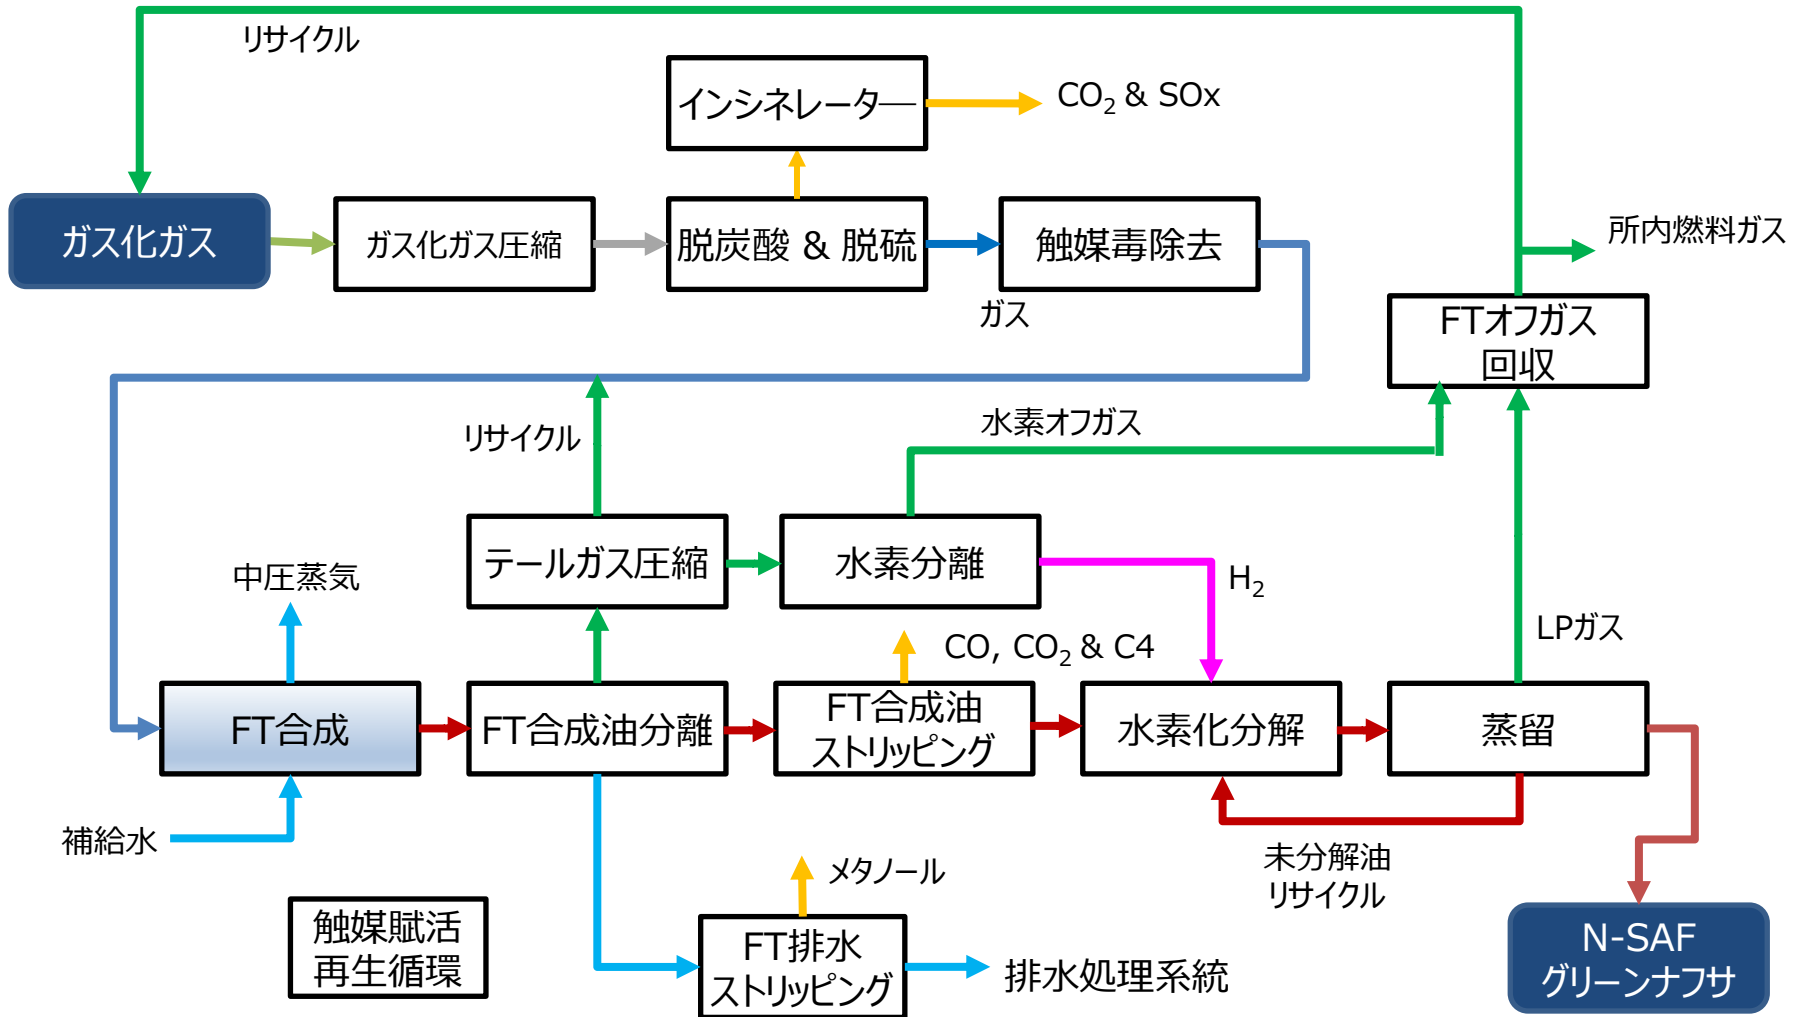 リサイクル
インシネレーター
CO₂ & SOx
ガス化ガス
ガス化ガス圧縮
脱炭酸 & 脱硫
触媒毒除去
所内燃料ガス
ガス
FTオフガス
回収
リサイクル
水素オフガス
テールガス圧縮
水素分離
中圧蒸気
H₂
LPガス
CO, CO₂ & C4
FT合成
FT合成油分離
FT合成油
ストリッピング
水素化分解
蒸留
補給水
未分解油
リサイクル
メタノール
触媒賦活
再生循環
FT排水
ストリッピング
排水処理系統
N-SAF
グリーンナフサ